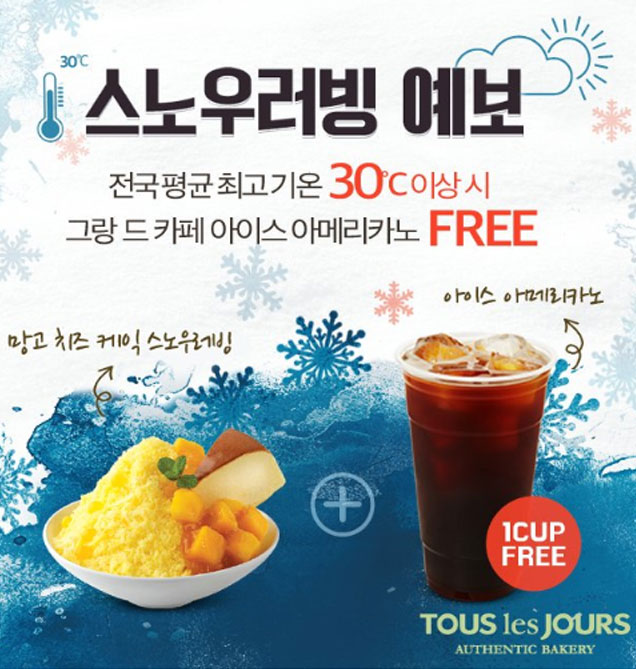 30℃
스노우러빙 예보
전국 평균 최고 기온 30℃ 이상 시
그랑 드 카페 아이스 아메리카노 FREE
아이스 아메리카노
망고 치즈 케익 스노우레빙
1CUP
FREE
TOUS les JOURS
AUTHENTIC BAKERY